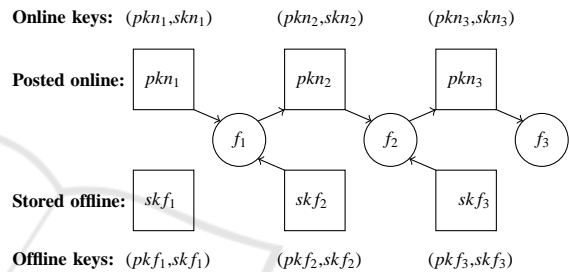 Online keys: (pkn₁,skn₁) (pkn₂,skn₂) (pkn₃,skn₃)
Posted online: pkn₁ pkn₂ pkn₃
f₁ f₂ f₃
Stored offline: skf₁ skf₂ skf₃
Offline keys: (pkf₁,skf₁) (pkf₂,skf₂) (pkf₃,skf₃)